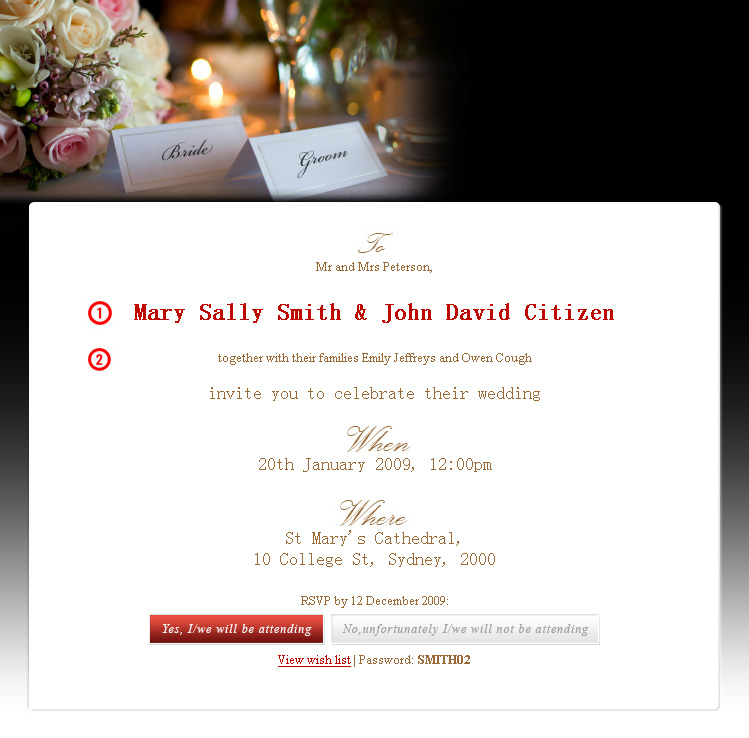 Bride
Groom
To
Mr and Mrs Peterson,
1 Mary Sally Smith & John David Citizen
2 together with their families Emily Jeffreys and Owen Cough
invite you to celebrate their wedding
When
20th January 2009, 12:00pm
Where
St Mary's Cathedral,
10 College St, Sydney, 2000
RSVP by 12 December 2009:
Yes, I/we will be attending No,unfortunately I/we will not be attending
View wish list | Password: SMITH02